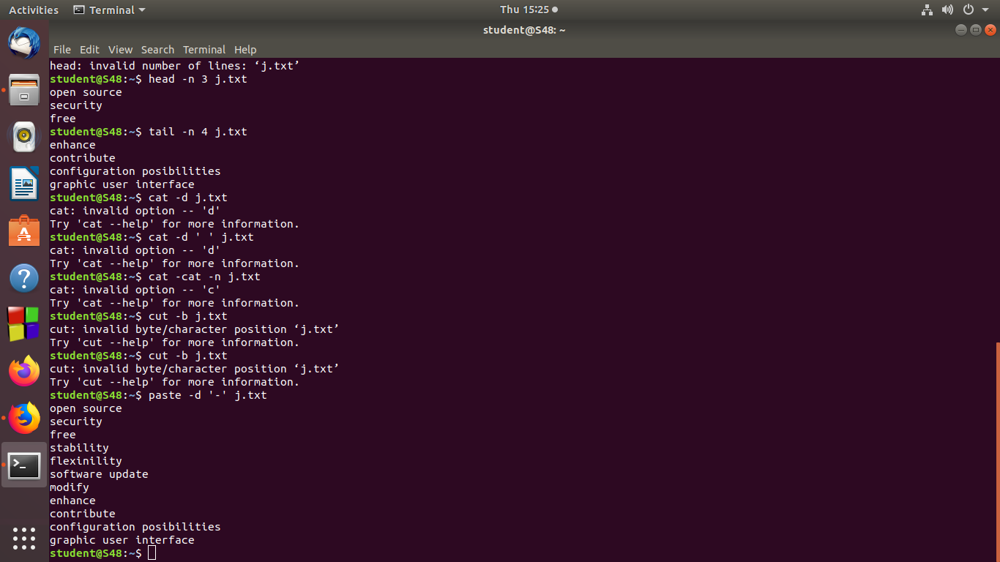 Activities Terminal Thu 15:25
student@S48: ~
File Edit View Search Terminal Help
head: invalid number of lines: ‘j.txt’
student@S48:~$ head -n 3 j.txt
open source
security
free
student@S48:~$ tail -n 4 j.txt
enhance
contribute
configuration posibilities
graphic user interface
student@S48:~$ cat -d j.txt
cat: invalid option -- 'd'
Try 'cat --help' for more information.
student@S48:~$ cat -d ' ' j.txt
cat: invalid option -- 'd'
Try 'cat --help' for more information.
student@S48:~$ cat -cat -n j.txt
cat: invalid option -- 'c'
Try 'cat --help' for more information.
student@S48:~$ cut -b j.txt
cut: invalid byte/character position ‘j.txt’
Try 'cut --help' for more information.
student@S48:~$ cut -b j.txt
cut: invalid byte/character position ‘j.txt’
Try 'cut --help' for more information.
student@S48:~$ paste -d '-' j.txt
open source
security
free
stability
flexinility
software update
modify
enhance
contribute
configuration posibilities
graphic user interface
student@S48:~$